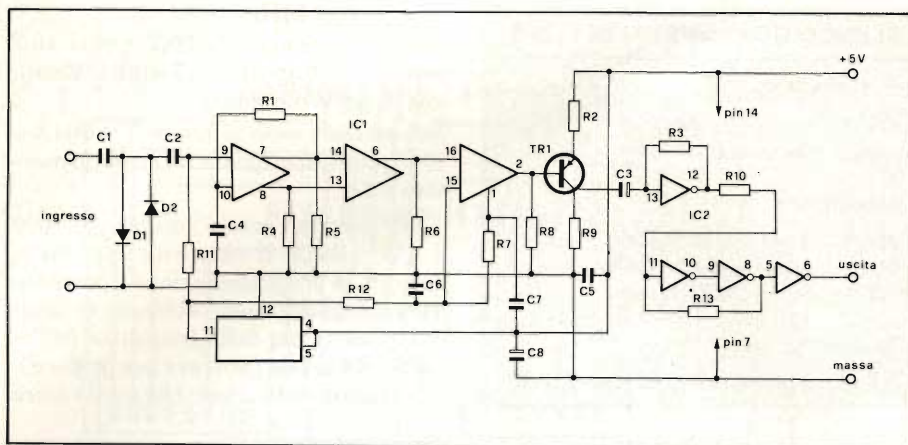 +5V
R1
IC1
R2
pin 14
C1
C2
9
7
14
6
16
TR1
R3
2
C3
12
R10
10
8
13
15
1
13
IC2
ingresso
D1
D2
C4
R4
R5
R6
R7
R8
R9
11
10
9
8
5
6
uscita
R11
C6
R12
C7
C5
R13
12
11
4
5
C8
pin 7
massa